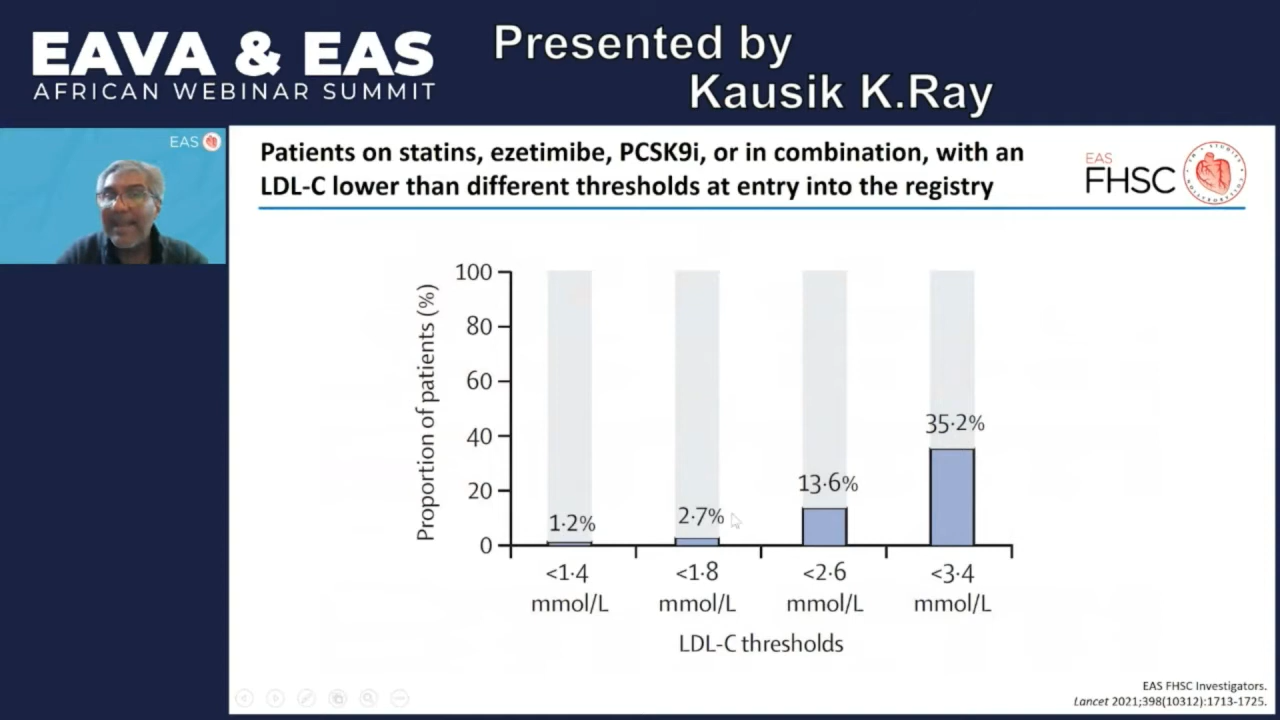 EAVA & EAS
AFRICAN WEBINAR SUMMIT
Presented by
Kausik K.Ray
EAS
Patients on statins, ezetimibe, PCSK9i, or in combination, with an
LDL-C lower than different thresholds at entry into the registry
EAS
FHSC
Proportion of patients (%)
100
80
60
40
20
0
1·2%
2·7%
13·6%
35·2%
<1·4
mmol/L
<1·8
mmol/L
<2·6
mmol/L
<3·4
mmol/L
LDL-C thresholds
EAS FHSC Investigators.
Lancet 2021;398(10312):1713-1725.